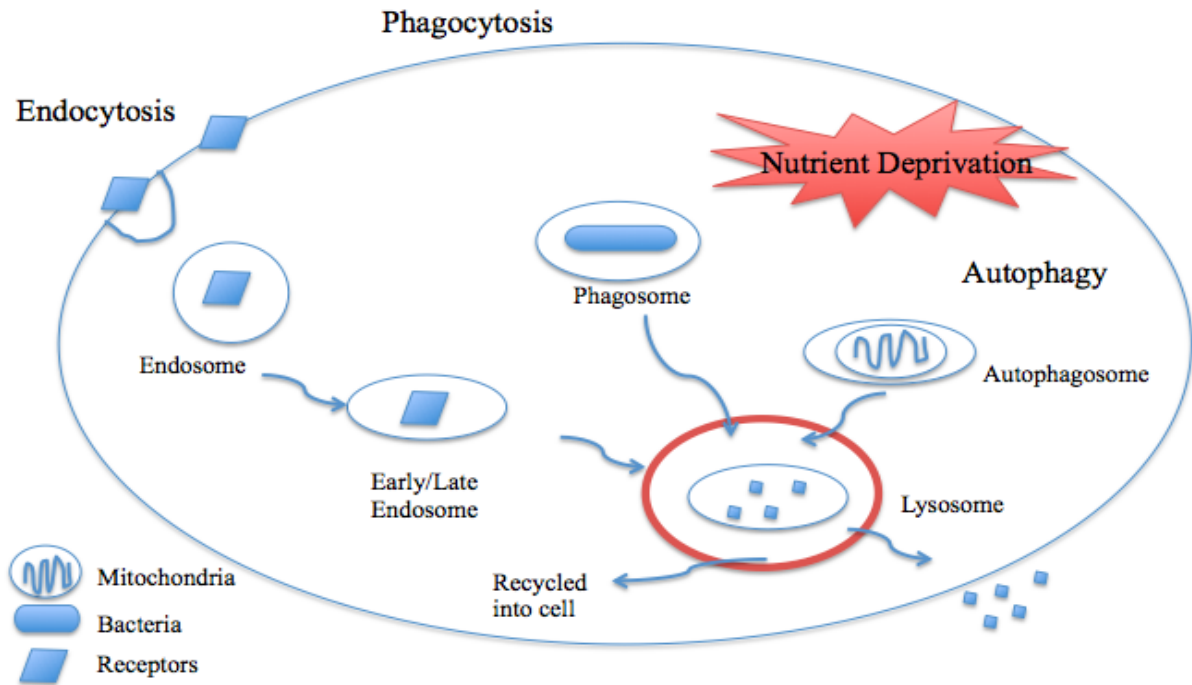 Phagocytosis
Endocytosis
Nutrient Deprivation
Autophagy
Phagosome
Endosome
Autophagosome
Early/Late
Endosome
Lysosome
Recycled
into cell
Mitochondria
Bacteria
Receptors